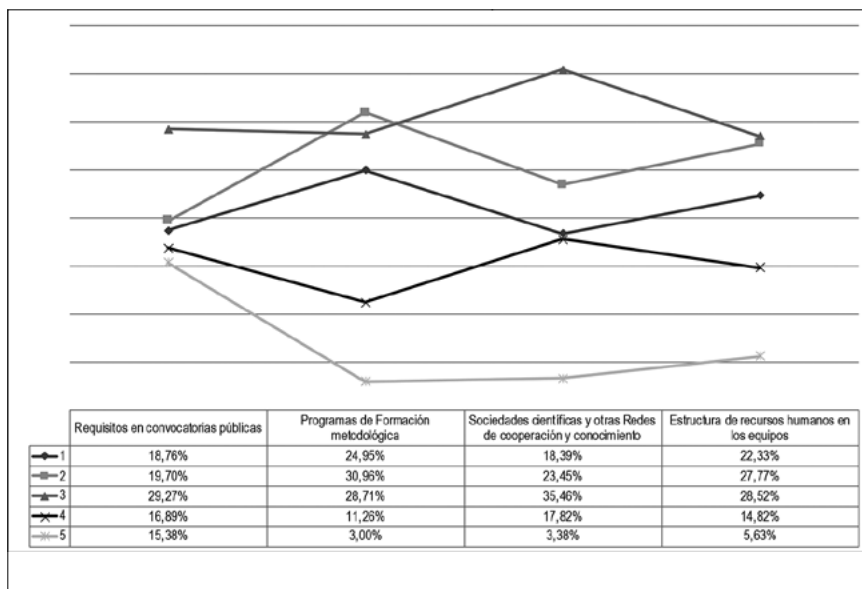 Requisitos en convocatorias públicas
Programas de Formación
metodológica
Sociedades científicas y otras Redes
de cooperación y conocimiento
Estructura de recursos humanos en
los equipos
1 18,76% 24,95% 18,39% 22,33%
2 19,70% 30,96% 23,45% 27,77%
3 29,27% 28,71% 35,46% 28,52%
4 16,89% 11,26% 17,82% 14,82%
5 15,38% 3,00% 3,38% 5,63%